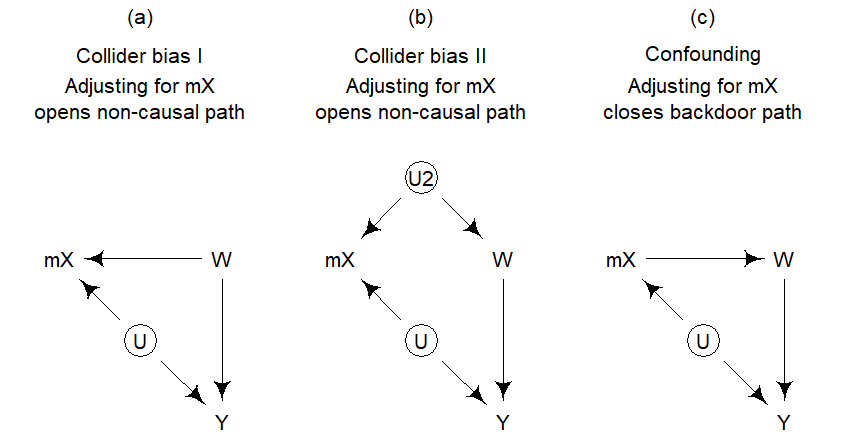 (a)
Collider bias I
Adjusting for mX
opens non-causal path
mX
W
U
Y
(b)
Collider bias II
Adjusting for mX
opens non-causal path
U2
mX
W
U
Y
(c)
Confounding
Adjusting for mX
closes backdoor path
mX
W
U
Y